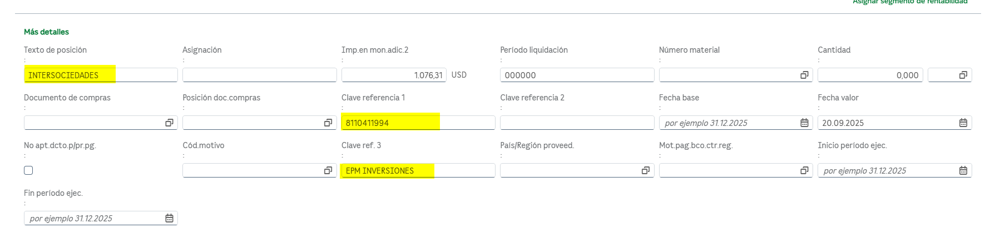 Asignar segmento de rentabilidad
Más detalles
Texto de posición Asignación Imp.en mon.adic.2 Período liquidación Número material Cantidad
: : : : : :
INTERSOCIEDADES 1.076,31 USD 000000 0,000
Documento de compras Posición doc.compras Clave referencia 1 Clave referencia 2 Fecha base Fecha valor
: : : : : :
8110411994 por ejemplo 31.12.2025 20.09.2025
No apt.dcto.p/pr.pg. Cód.motivo Clave ref. 3 País/Región proveed. Mot.pag.bco.ctr.reg. Inicio período ejec.
: : : : : :
EPM INVERSIONES por ejemplo 31.12.2025
Fin período ejec.
:
por ejemplo 31.12.2025